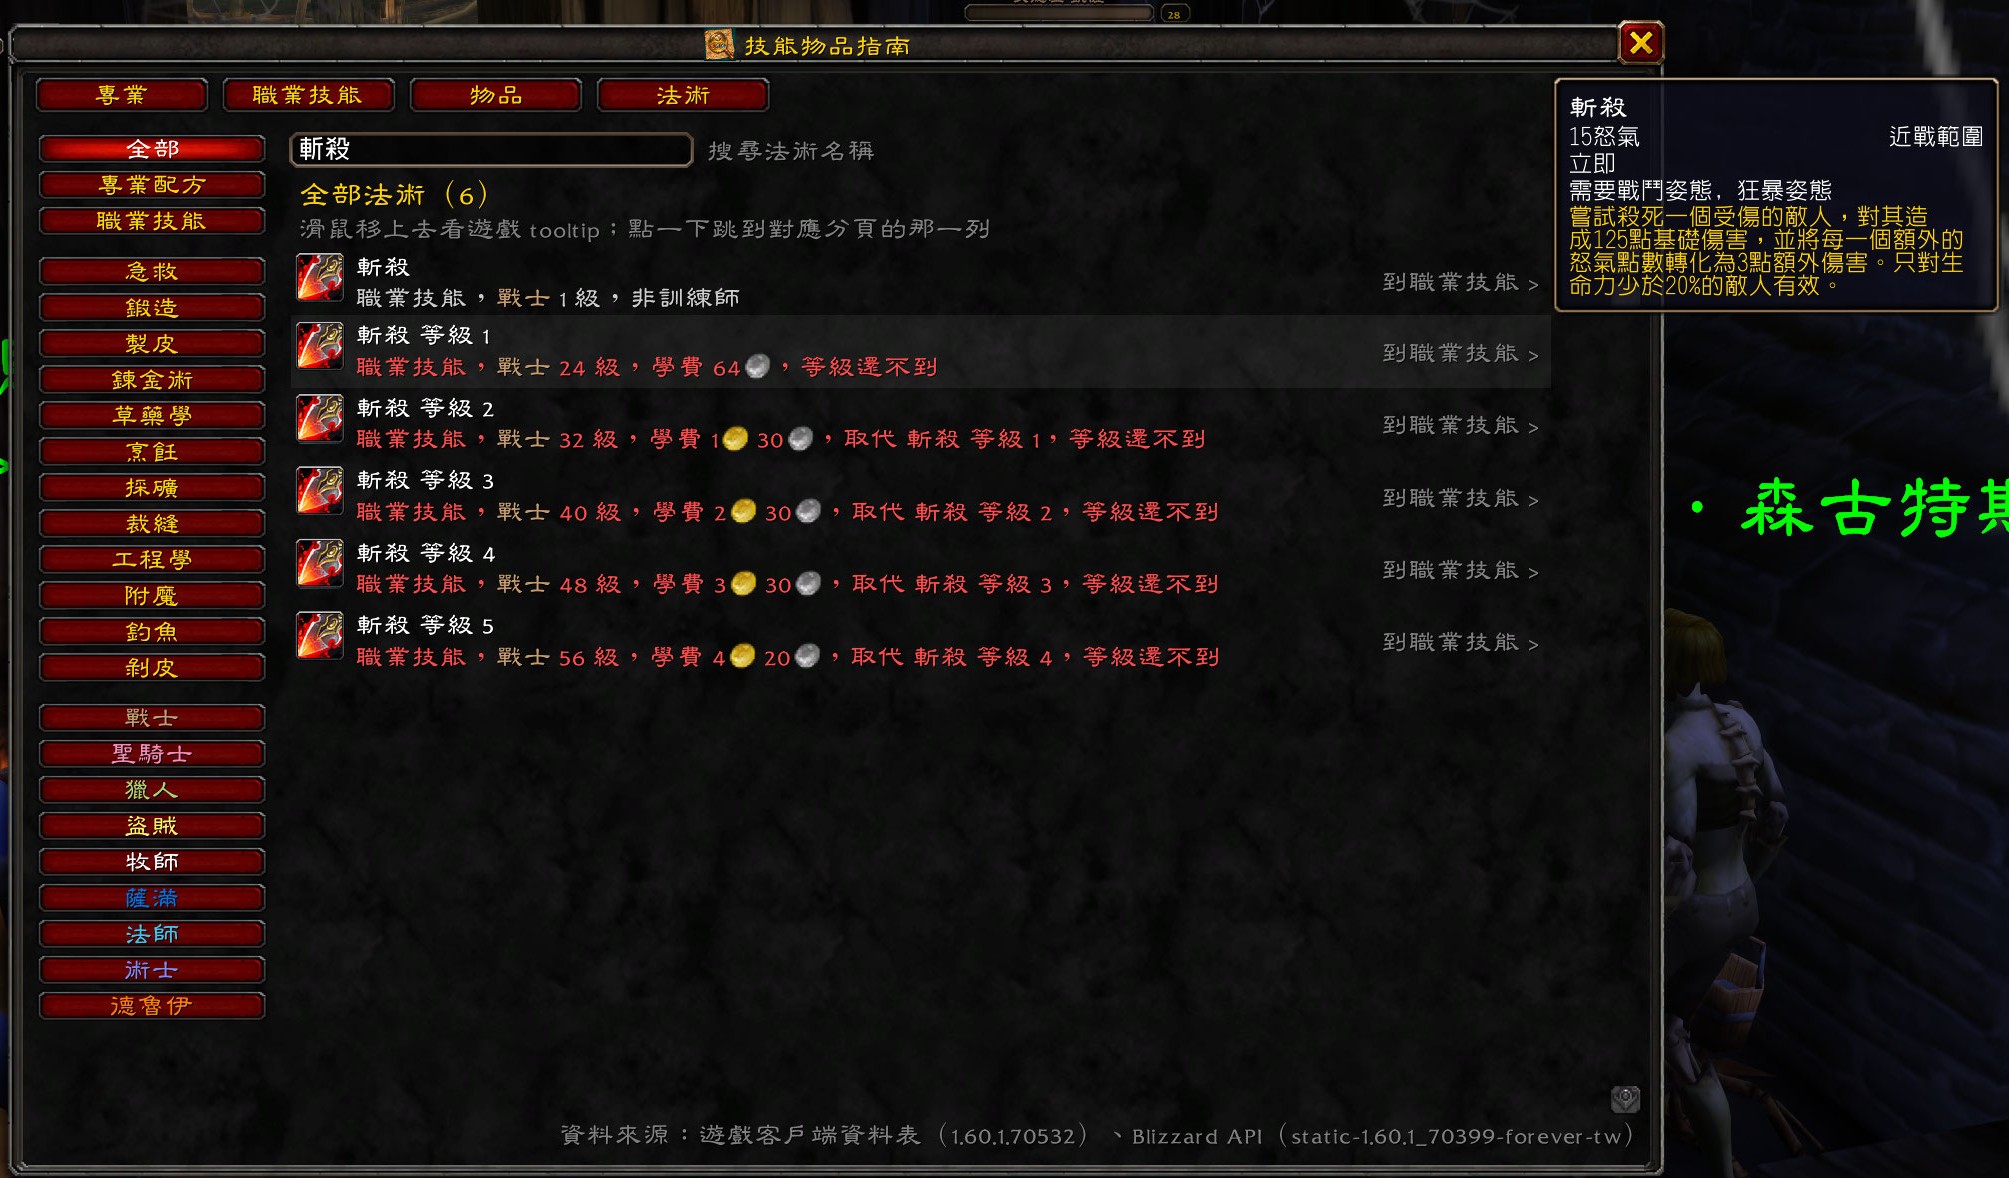 28
技能物品指南
專業
職業技能
物品
法術
全部
專業配方
職業技能
急救
鍛造
製皮
鍊金術
草藥學
烹飪
採礦
裁縫
工程學
附魔
釣魚
剝皮
戰士
聖騎士
獵人
盜賊
牧師
薩滿
法師
術士
德魯伊
斬殺
搜尋法術名稱
全部法術（6）
滑鼠移上去看遊戲 tooltip；點一下跳到對應分頁的那一列
斬殺
職業技能，戰士 1 級，非訓練師
到職業技能 >
斬殺 等級 1
職業技能，戰士 24 級，學費 64，等級還不到
到職業技能 >
斬殺 等級 2
職業技能，戰士 32 級，學費 1 30，取代 斬殺 等級 1，等級還不到
到職業技能 >
斬殺 等級 3
職業技能，戰士 40 級，學費 2 30，取代 斬殺 等級 2，等級還不到
到職業技能 >
斬殺 等級 4
職業技能，戰士 48 級，學費 3 30，取代 斬殺 等級 3，等級還不到
到職業技能 >
斬殺 等級 5
職業技能，戰士 56 級，學費 4 20，取代 斬殺 等級 4，等級還不到
到職業技能 >
資料來源：遊戲客戶端資料表（1.60.1.70532）、Blizzard API（static-1.60.1_70399-forever-tw）
斬殺
15怒氣 近戰範圍
立即
需要戰鬥姿態, 狂暴姿態
嘗試殺死一個受傷的敵人，對其造
成125點基礎傷害，並將每一個額外的
怒氣點數轉化為3點額外傷害。只對生
命力少於20%的敵人有效。
·森古特斯